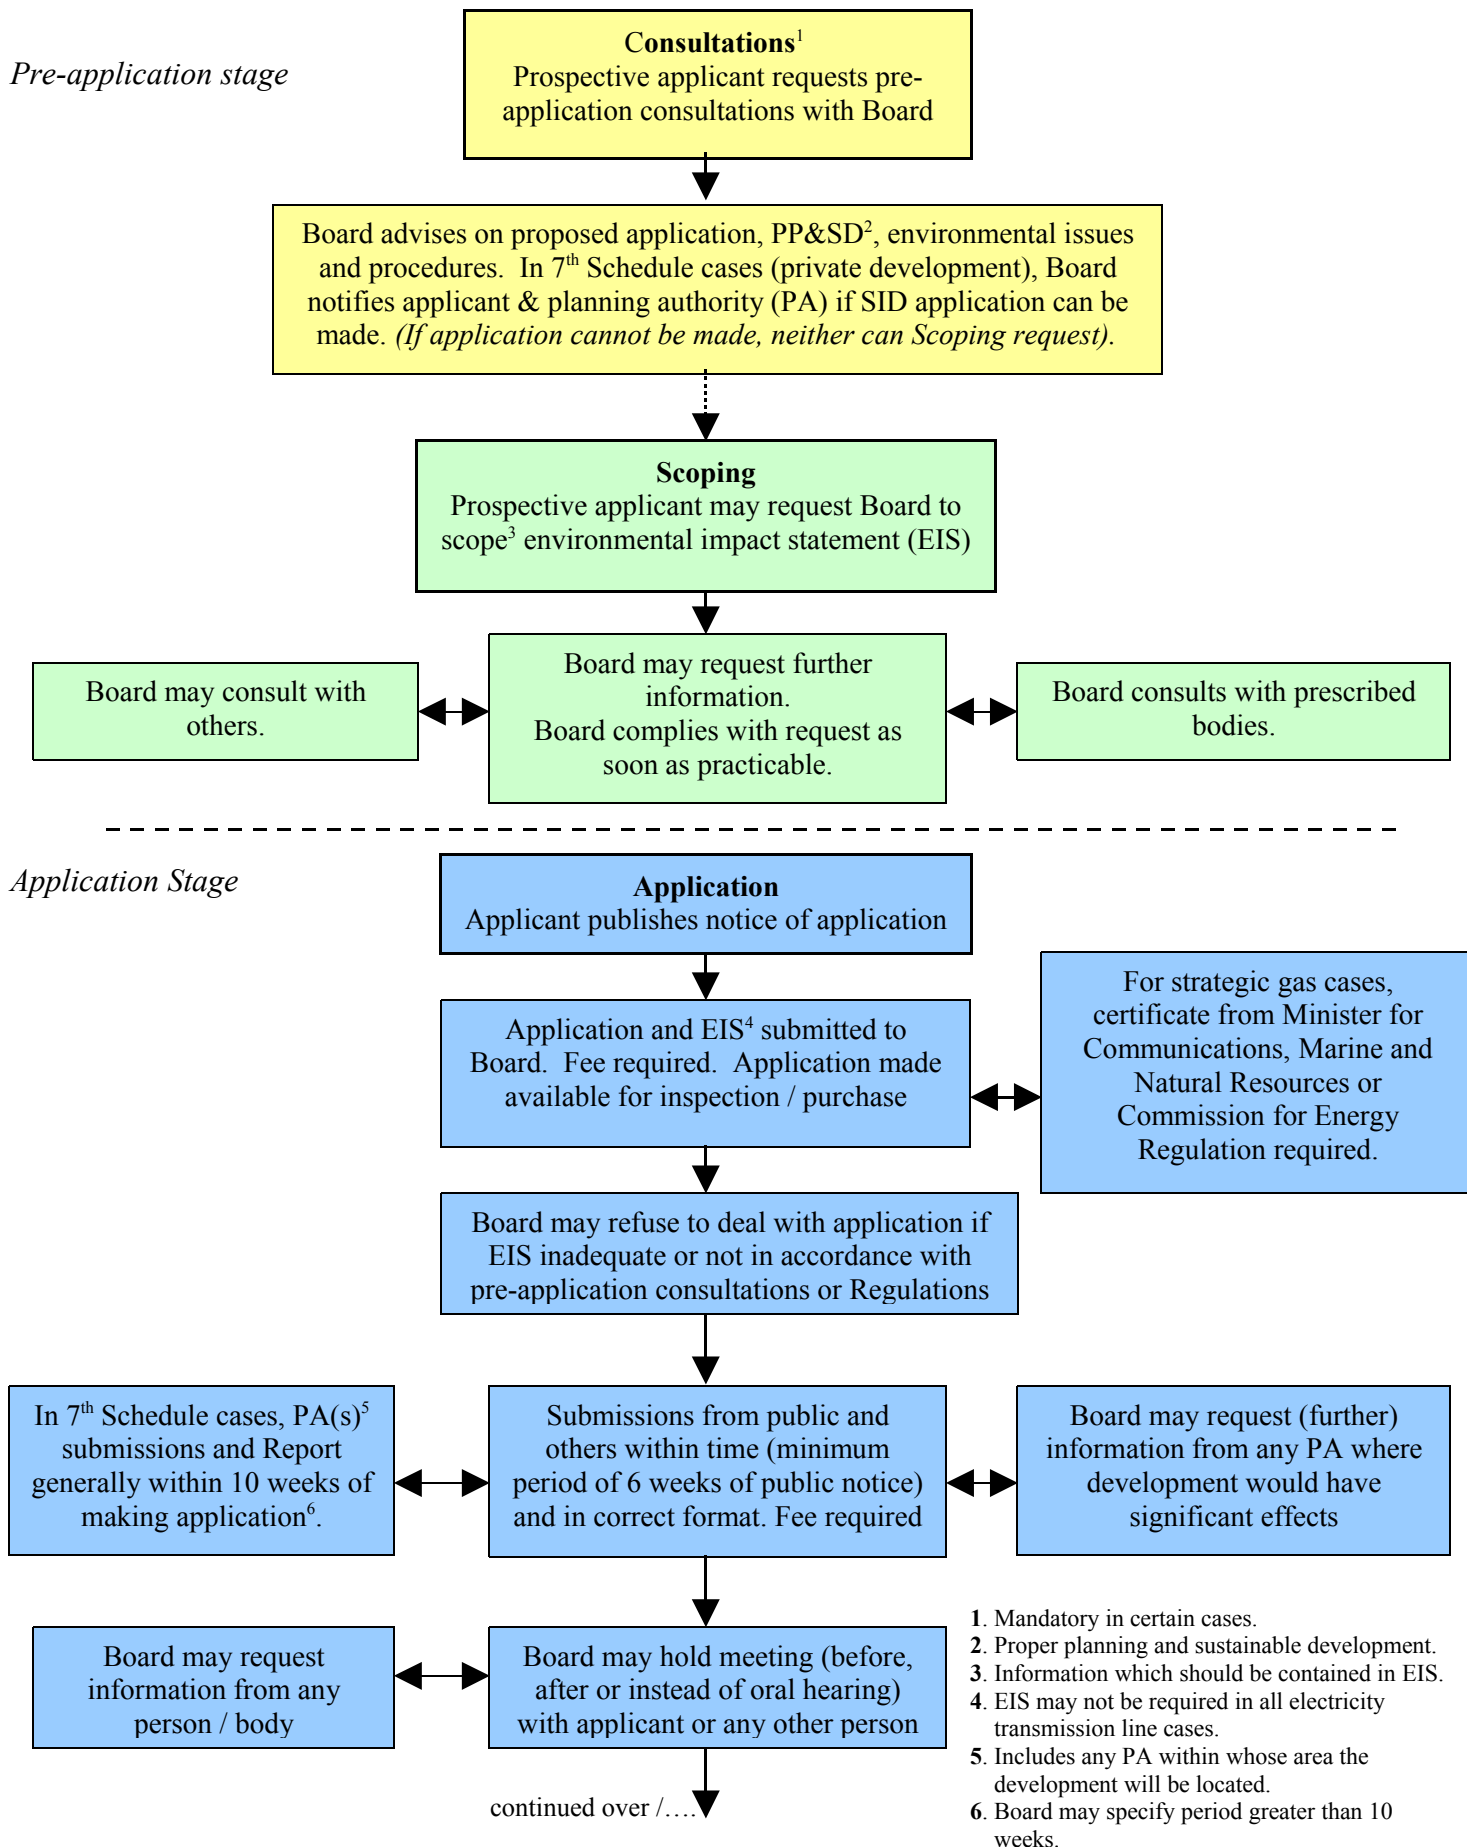 Pre-application stage
Consultations¹
Prospective applicant requests pre-
application consultations with Board
Board advises on proposed application, PP&SD², environmental issues
and procedures.  In 7th Schedule cases (private development), Board
notifies applicant & planning authority (PA) if SID application can be
made. (If application cannot be made, neither can Scoping request).
Scoping
Prospective applicant may request Board to
scope³ environmental impact statement (EIS)
Board may consult with
others.
Board may request further
information.
Board complies with request as
soon as practicable.
Board consults with prescribed
bodies.
Application Stage
Application
Applicant publishes notice of application
Application and EIS⁴ submitted to
Board.  Fee required.  Application made
available for inspection / purchase
For strategic gas cases,
certificate from Minister for
Communications, Marine and
Natural Resources or
Commission for Energy
Regulation required.
Board may refuse to deal with application if
EIS inadequate or not in accordance with
pre-application consultations or Regulations
In 7th Schedule cases, PA(s)⁵
submissions and Report
generally within 10 weeks of
making application⁶.
Submissions from public and
others within time (minimum
period of 6 weeks of public notice)
and in correct format. Fee required
Board may request (further)
information from any PA where
development would have
significant effects
Board may request
information from any
person / body
Board may hold meeting (before,
after or instead of oral hearing)
with applicant or any other person
1. Mandatory in certain cases.
2. Proper planning and sustainable development.
3. Information which should be contained in EIS.
4. EIS may not be required in all electricity
transmission line cases.
5. Includes any PA within whose area the
development will be located.
6. Board may specify period greater than 10
weeks.
continued over /….